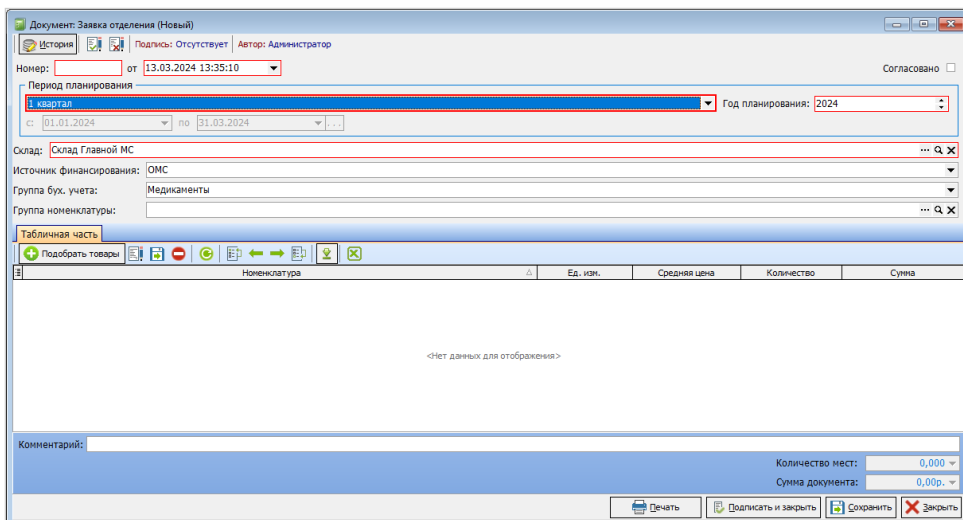 Документ: Заявка отделения (Новый)
История Подпись: Отсутствует Автор: Администратор
Номер: от 13.03.2024 13:35:10 Согласовано
Период планирования
1 квартал Год планирования: 2024
с: 01.01.2024 по 31.03.2024 ...
Склад: Склад Главной МС
Источник финансирования: ОМС
Группа бух. учета: Медикаменты
Группа номенклатуры:
Табличная часть
Подобрать товары
Номенклатура Ед. изм. Средняя цена Количество Сумма
<Нет данных для отображения>
Комментарий:
Количество мест: 0,000
Сумма документа: 0,00р.
Печать Подписать и закрыть Сохранить Закрыть